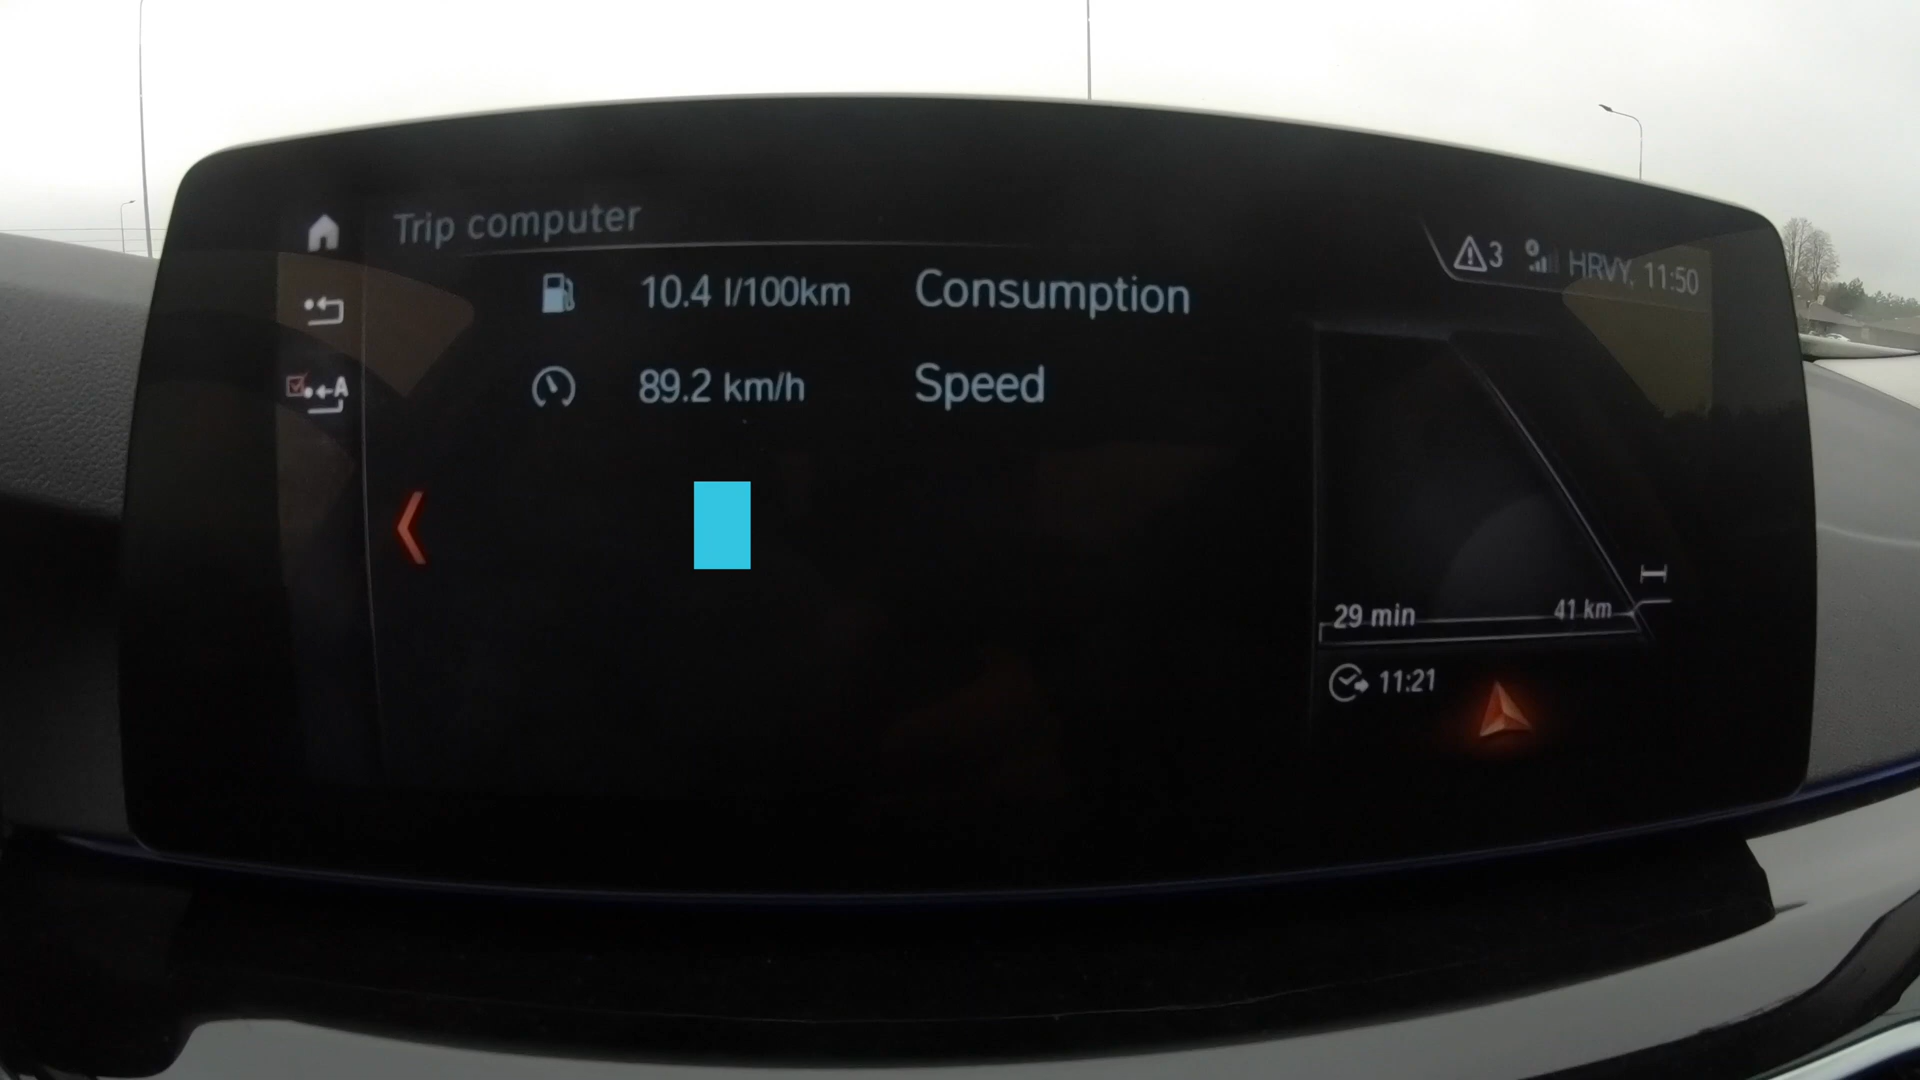 Trip computer
3 HRVY, 11:50
10.4 l/100km Consumption
89.2 km/h Speed
A
29 min 41 km
11:21